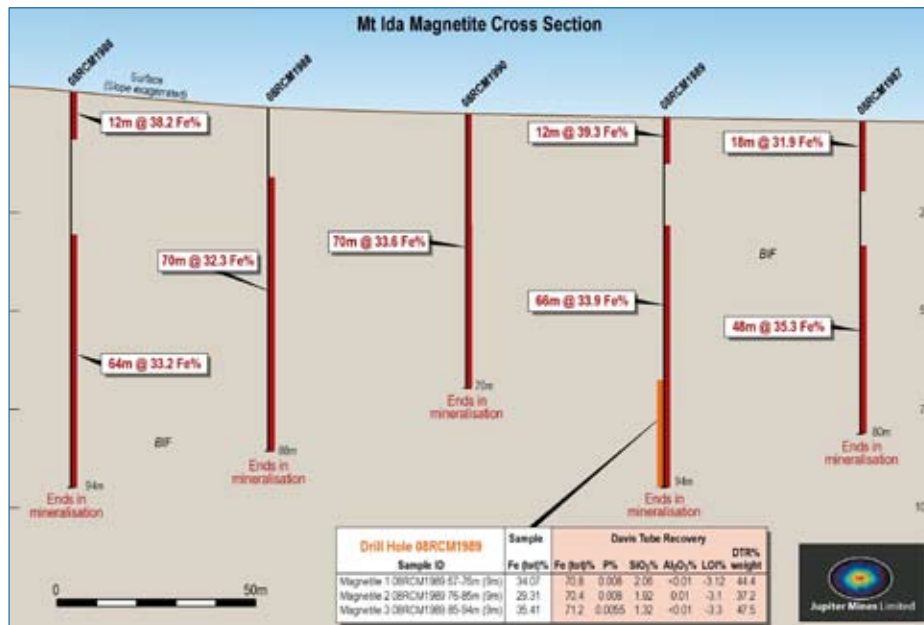 Mt Ida Magnetite Cross Section
08RCM1988
08RCM1990
08RCM1989
08RCM1987
Surface
(Slope exagerrated)
12m @ 38.2 Fe%
12m @ 39.3 Fe%
18m @ 31.9 Fe%
70m @ 32.3 Fe%
70m @ 33.6 Fe%
BIF
66m @ 33.9 Fe%
48m @ 35.3 Fe%
64m @ 33.2 Fe%
70m
Ends in
mineralisation
BIF
88m
Ends in
mineralisation
80m
Ends in
mineralisation
94m
Ends in
mineralisation
94m
Ends in
mineralisation
0
50m
Drill Hole 08RCM1989
Sample
Davis Tube Recovery
Sample ID
Fe (tot)% Fe (tot)% P% SiO₂% Al₂O₃% LOI% DTR% weight
Magnetite 1 08RCM1989 67-76m (9m) 34.07 70.8 0.008 2.06 <0.01 -3.12 44.4
Magnetite 2 08RCM1989 76-85m (9m) 29.31 70.4 0.009 1.92 0.01 -3.1 37.2
Magnetite 3 08RCM1989 85-94m (9m) 35.41 71.2 0.0055 1.32 <0.01 -3.3 47.5
Jupiter Mines Limited